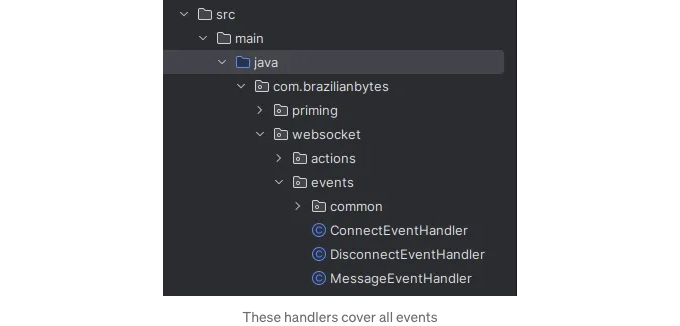 src
main
java
com.brazilianbytes
priming
websocket
actions
events
common
C ConnectEventHandler
C DisconnectEventHandler
C MessageEventHandler
These handlers cover all events